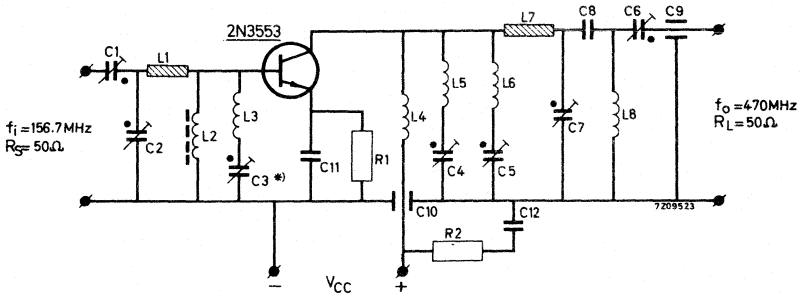 2N3553
C1
L1
L7
C8
C6
C9
L3
L2
C2
C3 *)
C11
R1
L4
L5
L6
C4
C5
C7
L8
fi=156.7MHz
RS=50Ω
fo=470MHz
RL=50Ω
C10
C12
7Z09523
R2
−
VCC
+